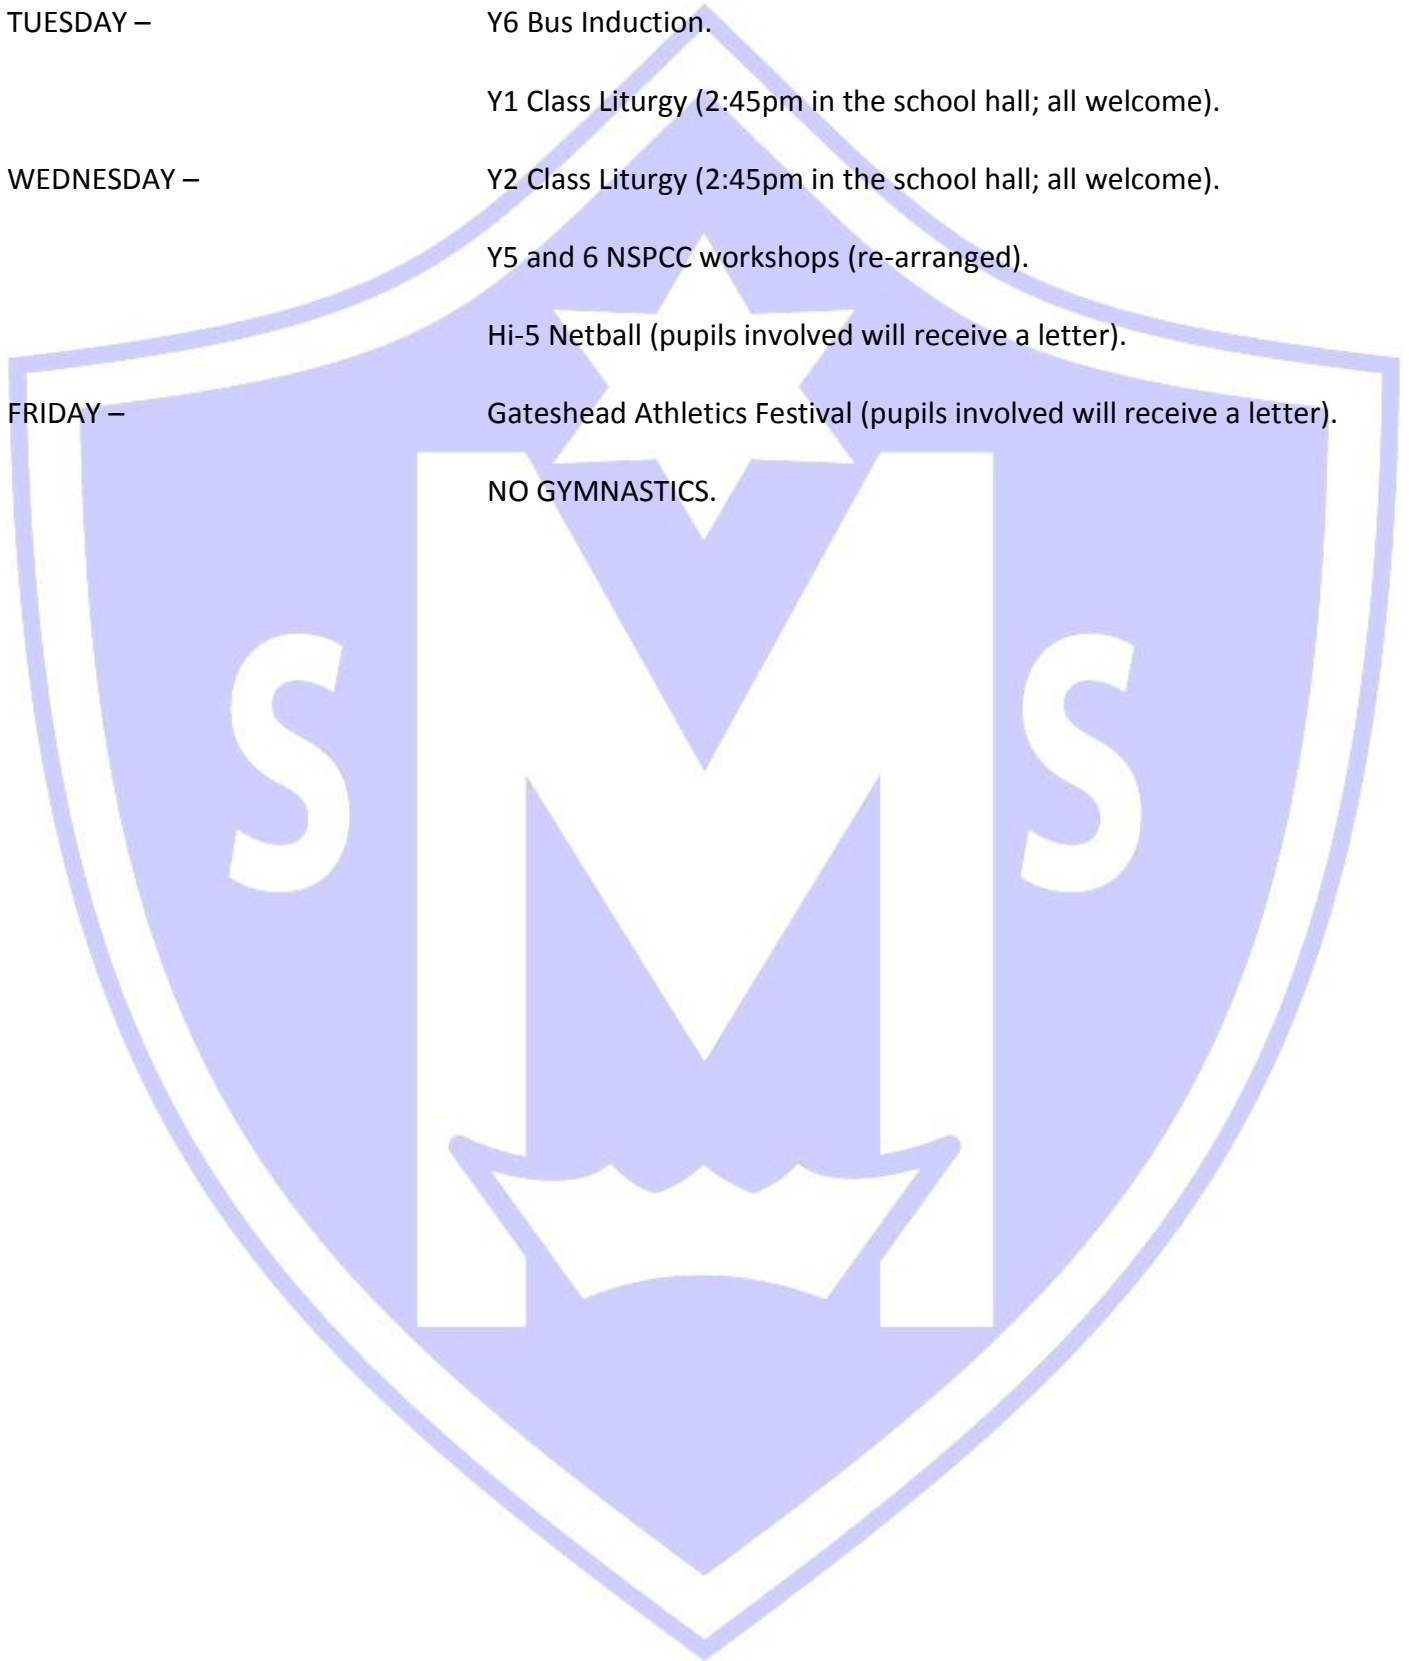 TUESDAY – Y6 Bus Induction.
Y1 Class Liturgy (2:45pm in the school hall; all welcome).
WEDNESDAY – Y2 Class Liturgy (2:45pm in the school hall; all welcome).
Y5 and 6 NSPCC workshops (re-arranged).
Hi-5 Netball (pupils involved will receive a letter).
FRIDAY – Gateshead Athletics Festival (pupils involved will receive a letter).
NO GYMNASTICS.
S M S